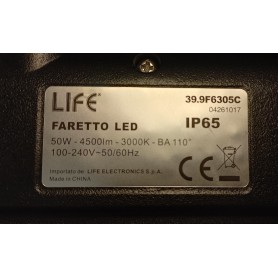 LIFE® 39.9F6305C
04261017
FARETTO LED IP65
50W - 4500lm - 3000K - BA 110°
100-240V~50/60Hz
Importato da: LIFE ELECTRONICS S.p.A.
Made in CHINA
CE